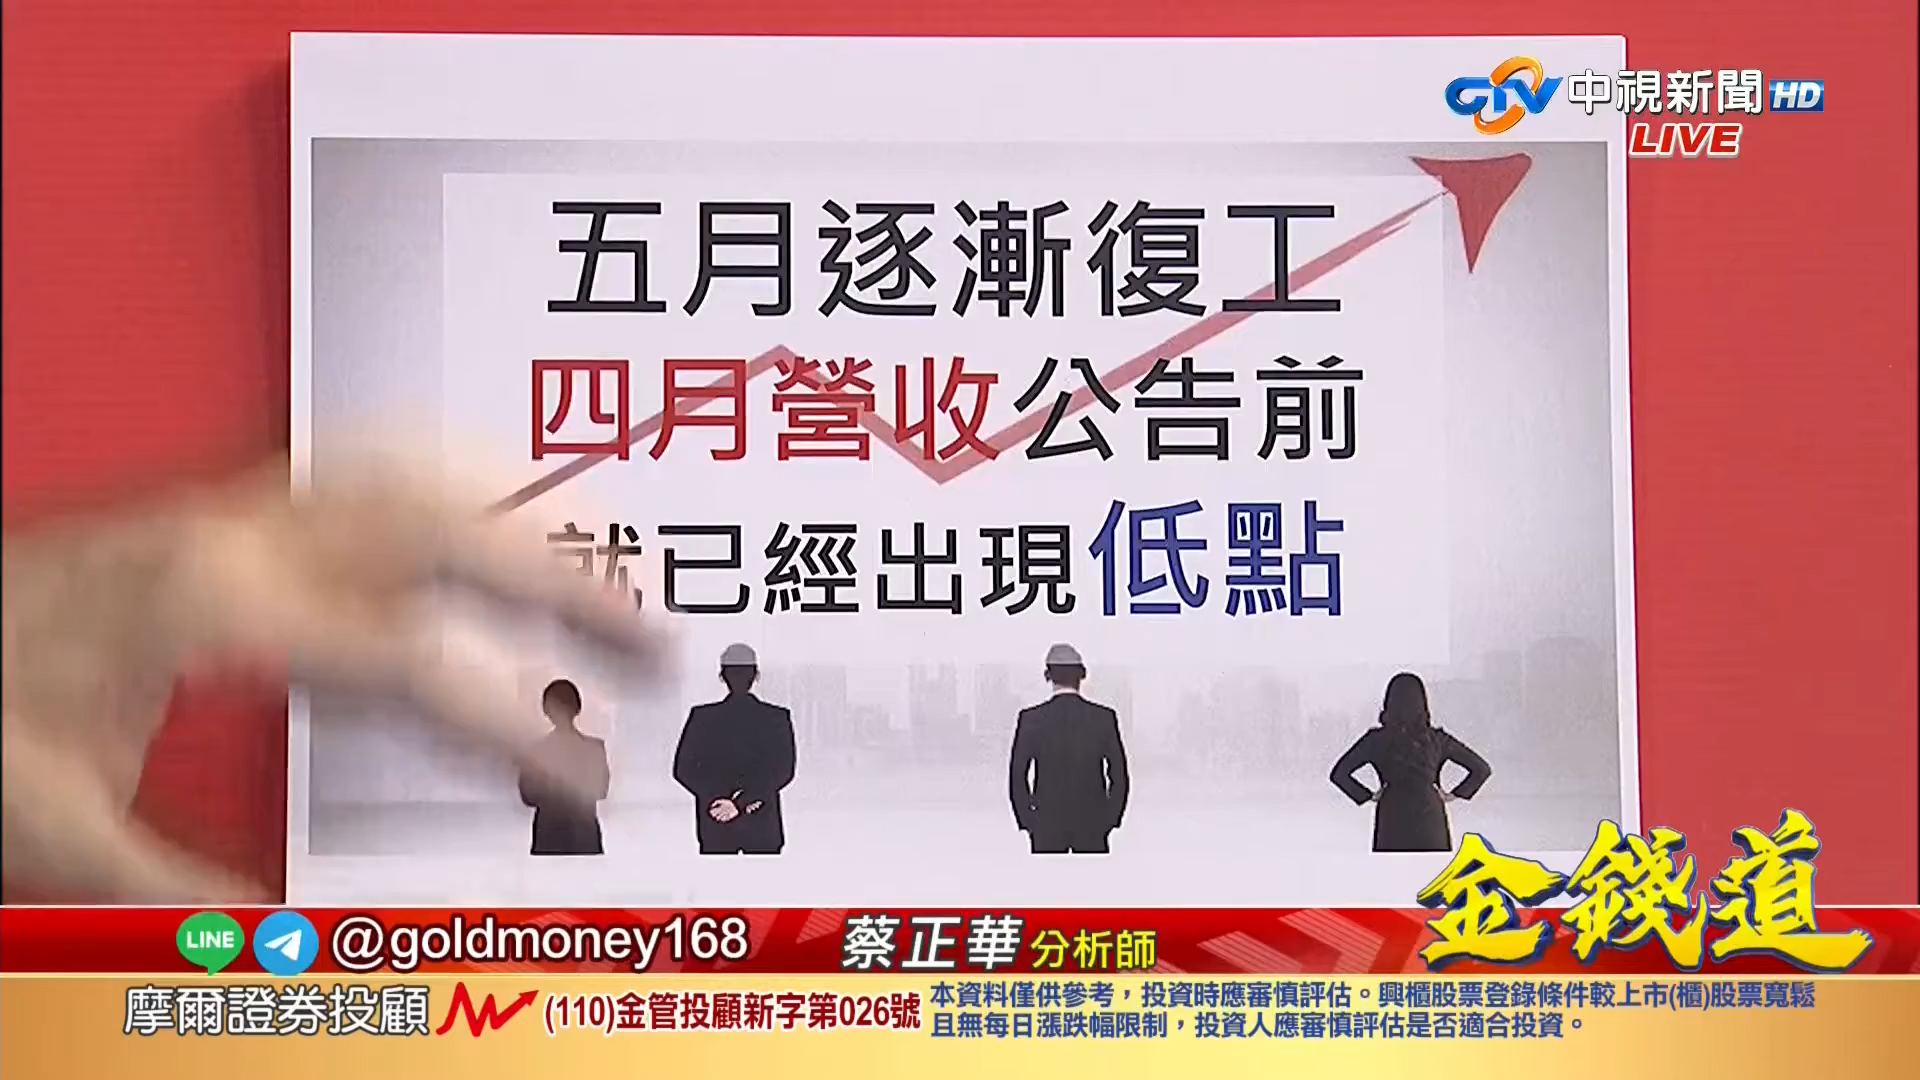 CTV 中視新聞 HD
LIVE
五月逐漸復工
四月營收公告前
就已經出現低點
金錢道
LINE @goldmoney168 蔡正華 分析師
摩爾證券投顧 (110)金管投顧新字第026號
本資料僅供參考，投資時應審慎評估。興櫃股票登錄條件較上市(櫃)股票寬鬆
且無每日漲跌幅限制，投資人應審慎評估是否適合投資。